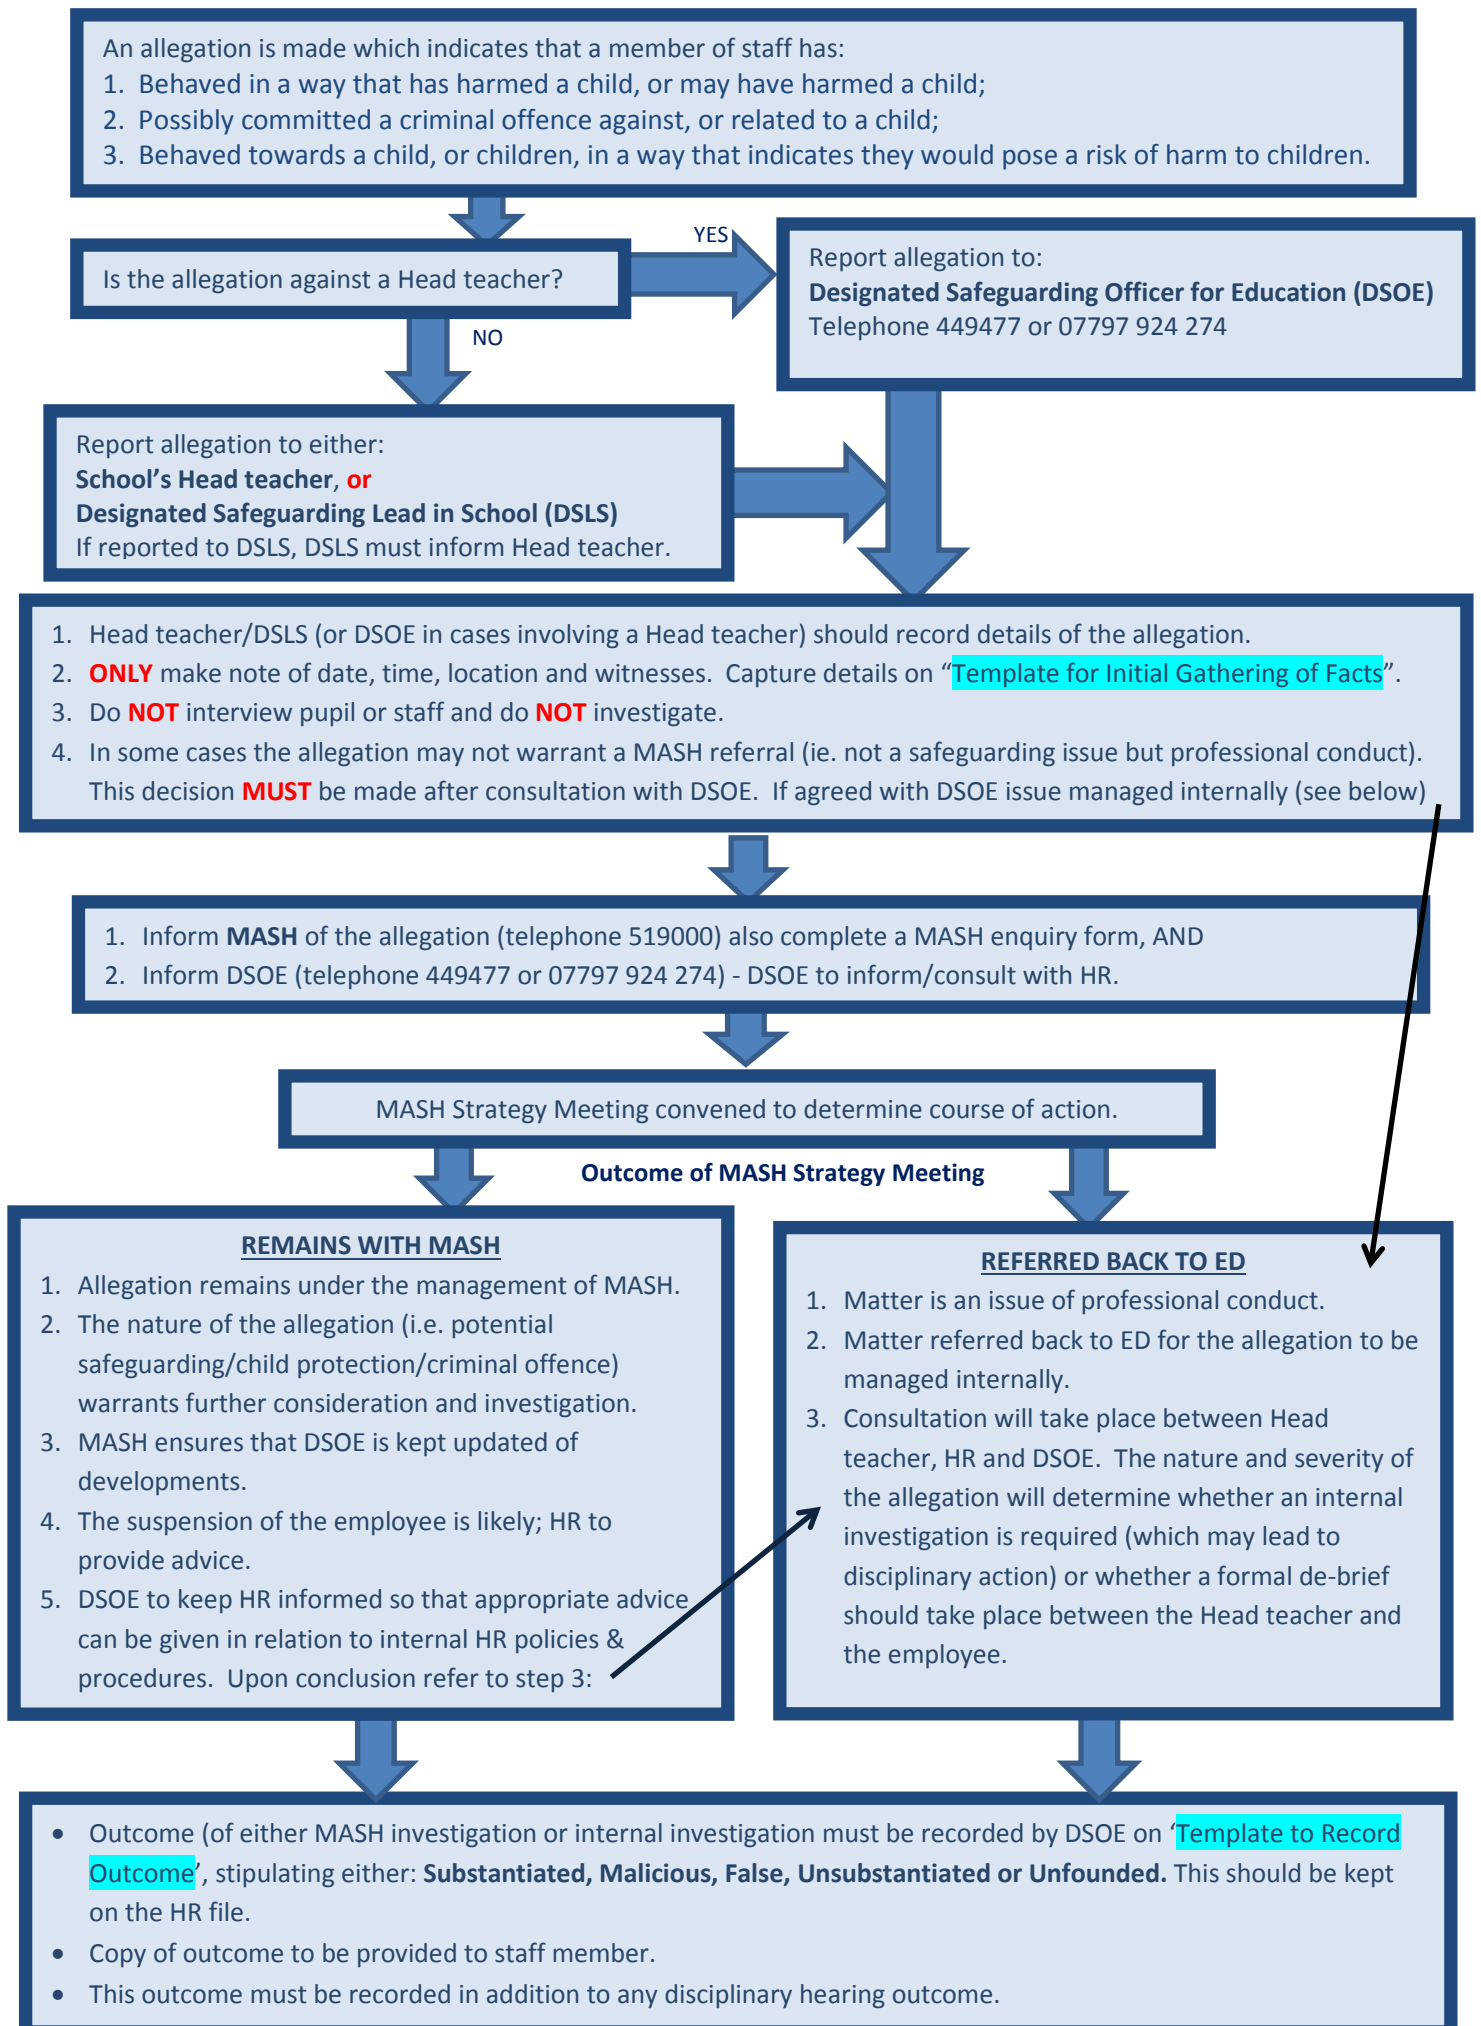 An allegation is made which indicates that a member of staff has:
1. Behaved in a way that has harmed a child, or may have harmed a child;
2. Possibly committed a criminal offence against, or related to a child;
3. Behaved towards a child, or children, in a way that indicates they would pose a risk of harm to children.
Is the allegation against a Head teacher?
YES
Report allegation to:
Designated Safeguarding Officer for Education (DSOE)
Telephone 449477 or 07797 924 274
NO
Report allegation to either:
School's Head teacher, or
Designated Safeguarding Lead in School (DSLS)
If reported to DSLS, DSLS must inform Head teacher.
1. Head teacher/DSLS (or DSOE in cases involving a Head teacher) should record details of the allegation.
2. ONLY make note of date, time, location and witnesses. Capture details on “Template for Initial Gathering of Facts”.
3. Do NOT interview pupil or staff and do NOT investigate.
4. In some cases the allegation may not warrant a MASH referral (ie. not a safeguarding issue but professional conduct).
This decision MUST be made after consultation with DSOE. If agreed with DSOE issue managed internally (see below)
1. Inform MASH of the allegation (telephone 519000) also complete a MASH enquiry form, AND
2. Inform DSOE (telephone 449477 or 07797 924 274) - DSOE to inform/consult with HR.
MASH Strategy Meeting convened to determine course of action.
Outcome of MASH Strategy Meeting
REMAINS WITH MASH
1. Allegation remains under the management of MASH.
2. The nature of the allegation (i.e. potential
safeguarding/child protection/criminal offence)
warrants further consideration and investigation.
3. MASH ensures that DSOE is kept updated of
developments.
4. The suspension of the employee is likely; HR to
provide advice.
5. DSOE to keep HR informed so that appropriate advice
can be given in relation to internal HR policies &
procedures. Upon conclusion refer to step 3:
REFERRED BACK TO ED
1. Matter is an issue of professional conduct.
2. Matter referred back to ED for the allegation to be
managed internally.
3. Consultation will take place between Head
teacher, HR and DSOE. The nature and severity of
the allegation will determine whether an internal
investigation is required (which may lead to
disciplinary action) or whether a formal de-brief
should take place between the Head teacher and
the employee.
• Outcome (of either MASH investigation or internal investigation must be recorded by DSOE on ‘Template to Record
Outcome’, stipulating either: Substantiated, Malicious, False, Unsubstantiated or Unfounded. This should be kept
on the HR file.
• Copy of outcome to be provided to staff member.
• This outcome must be recorded in addition to any disciplinary hearing outcome.